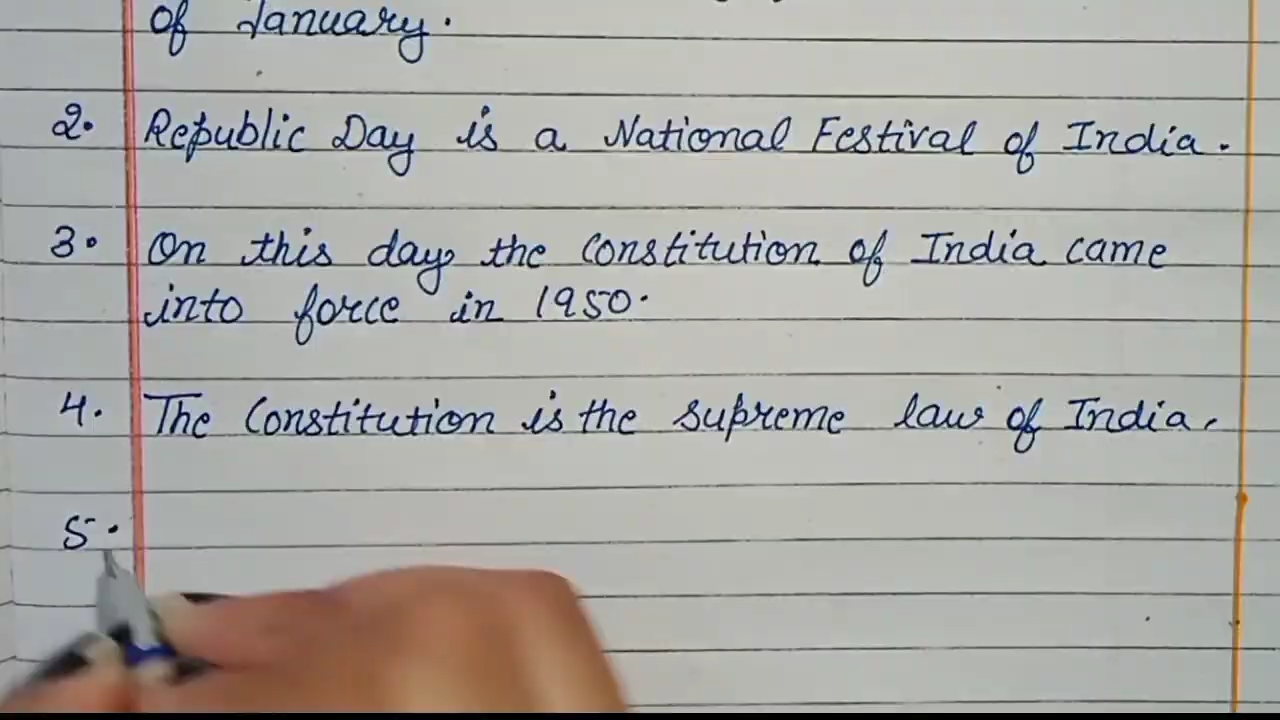 of January.
2. Republic Day is a National Festival of India.
3. On this day, the Constitution of India came
into force in 1950.
4. The Constitution is the supreme law of India.
5.